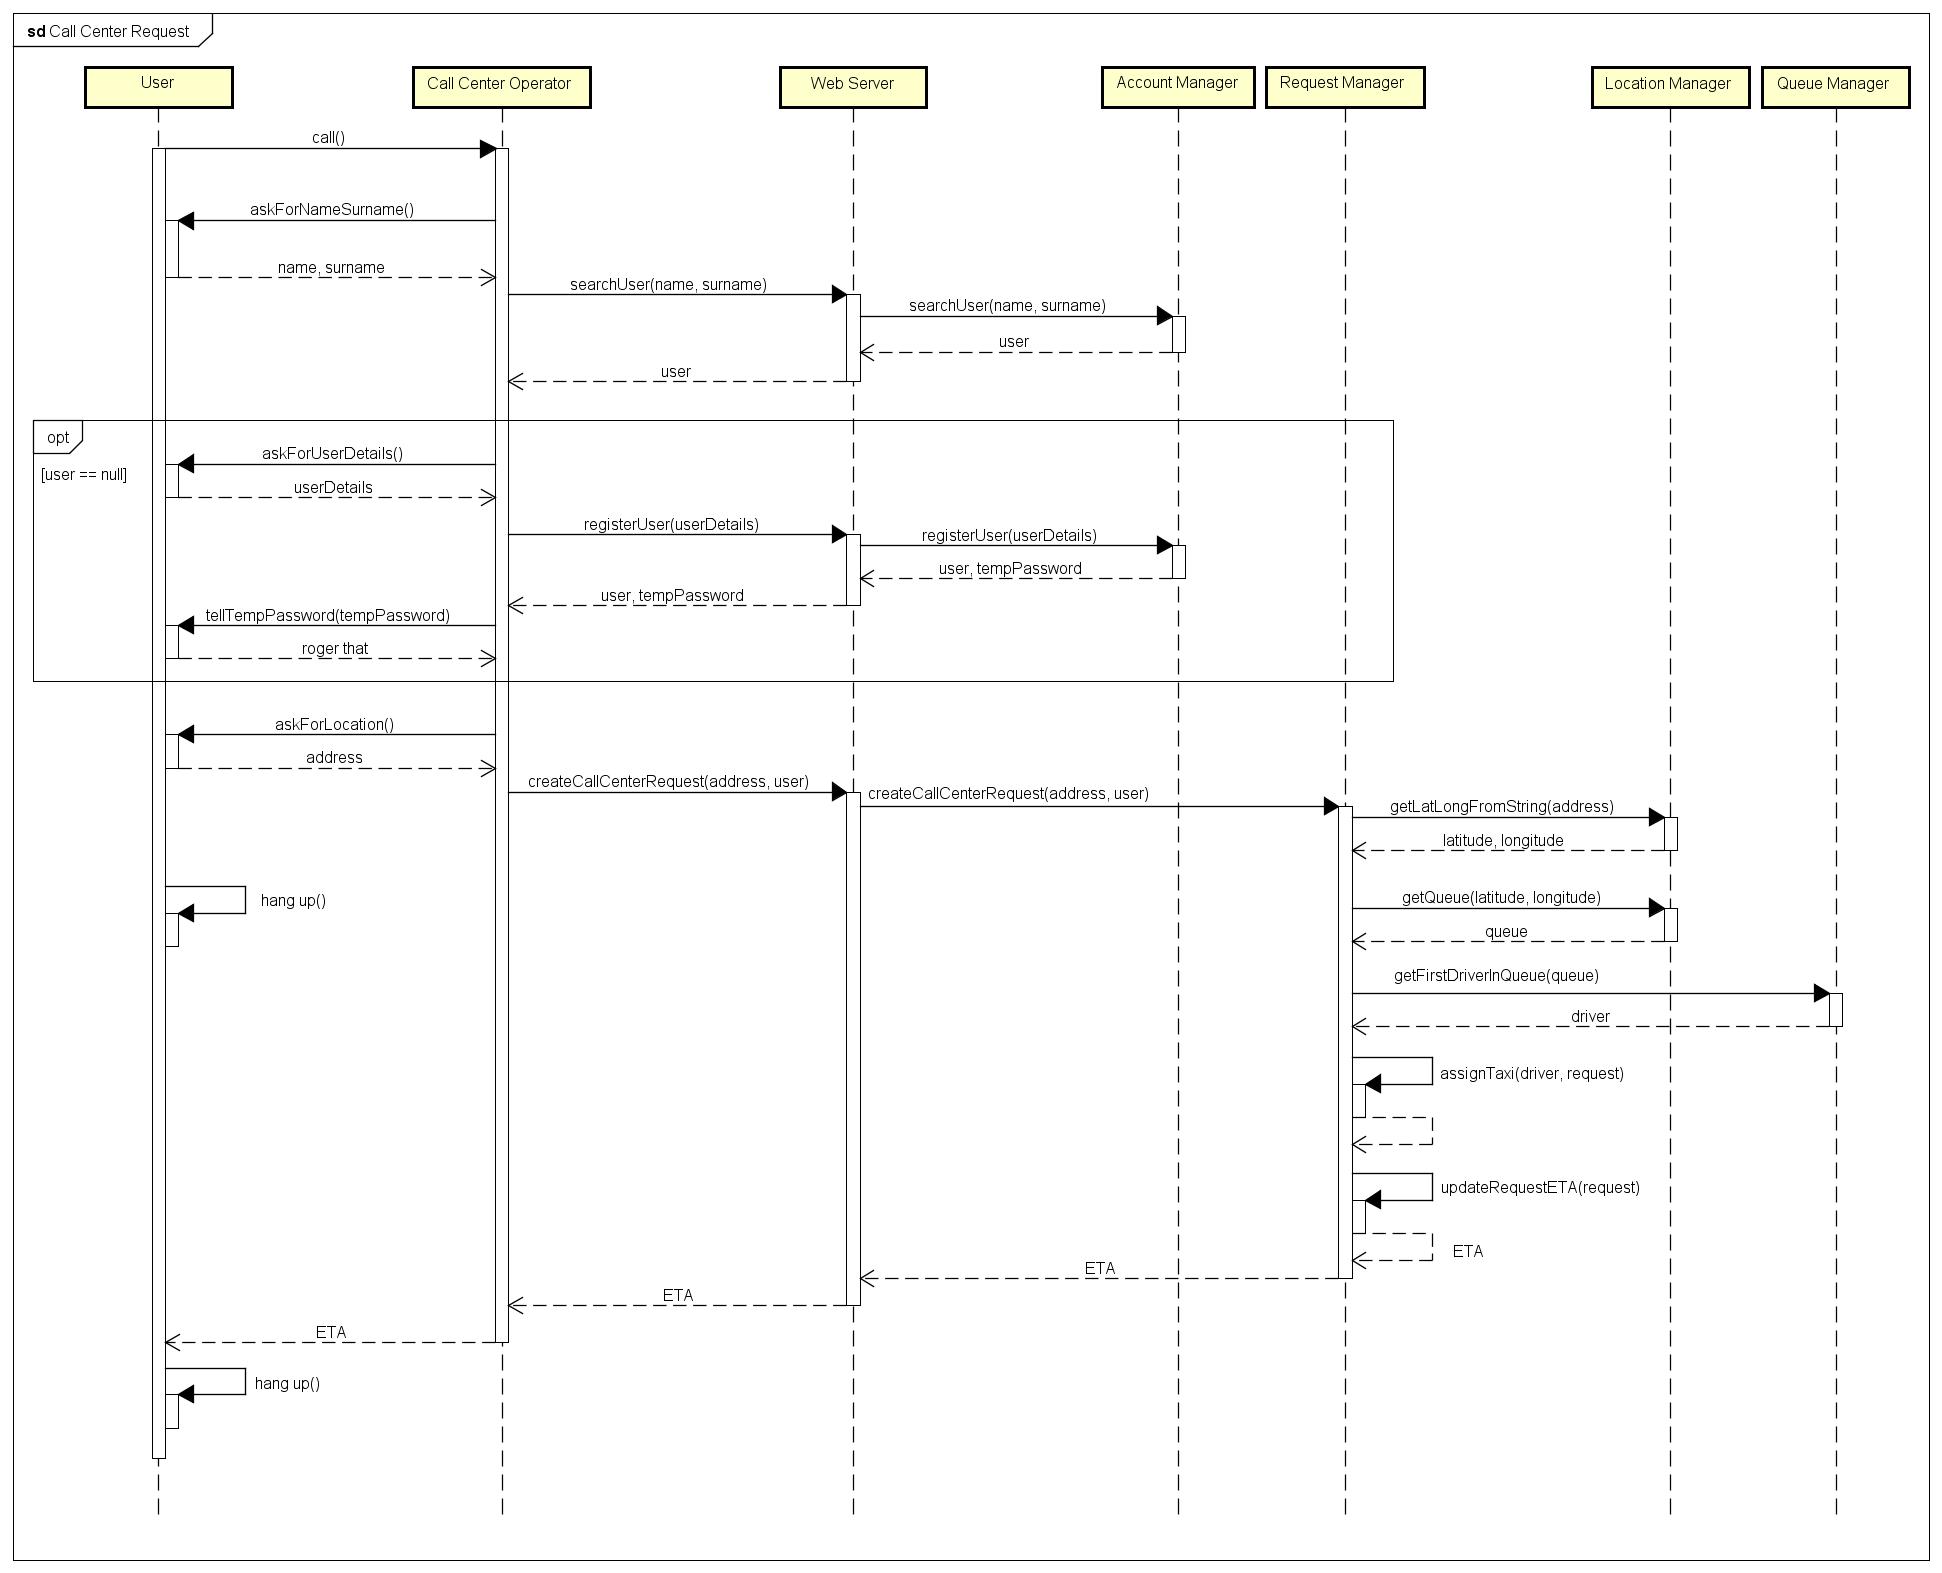 sd Call Center Request
User
Call Center Operator
Web Server
Account Manager
Request Manager
Location Manager
Queue Manager
call()
askForNameSurname()
name, surname
searchUser(name, surname)
searchUser(name, surname)
user
user
opt
[user == null]
askForUserDetails()
userDetails
registerUser(userDetails)
registerUser(userDetails)
user, tempPassword
user, tempPassword
tellTempPassword(tempPassword)
roger that
askForLocation()
address
createCallCenterRequest(address, user)
createCallCenterRequest(address, user)
getLatLongFromString(address)
latitude, longitude
hang up()
getQueue(latitude, longitude)
queue
getFirstDriverInQueue(queue)
driver
assignTaxi(driver, request)
updateRequestETA(request)
ETA
ETA
ETA
ETA
hang up()